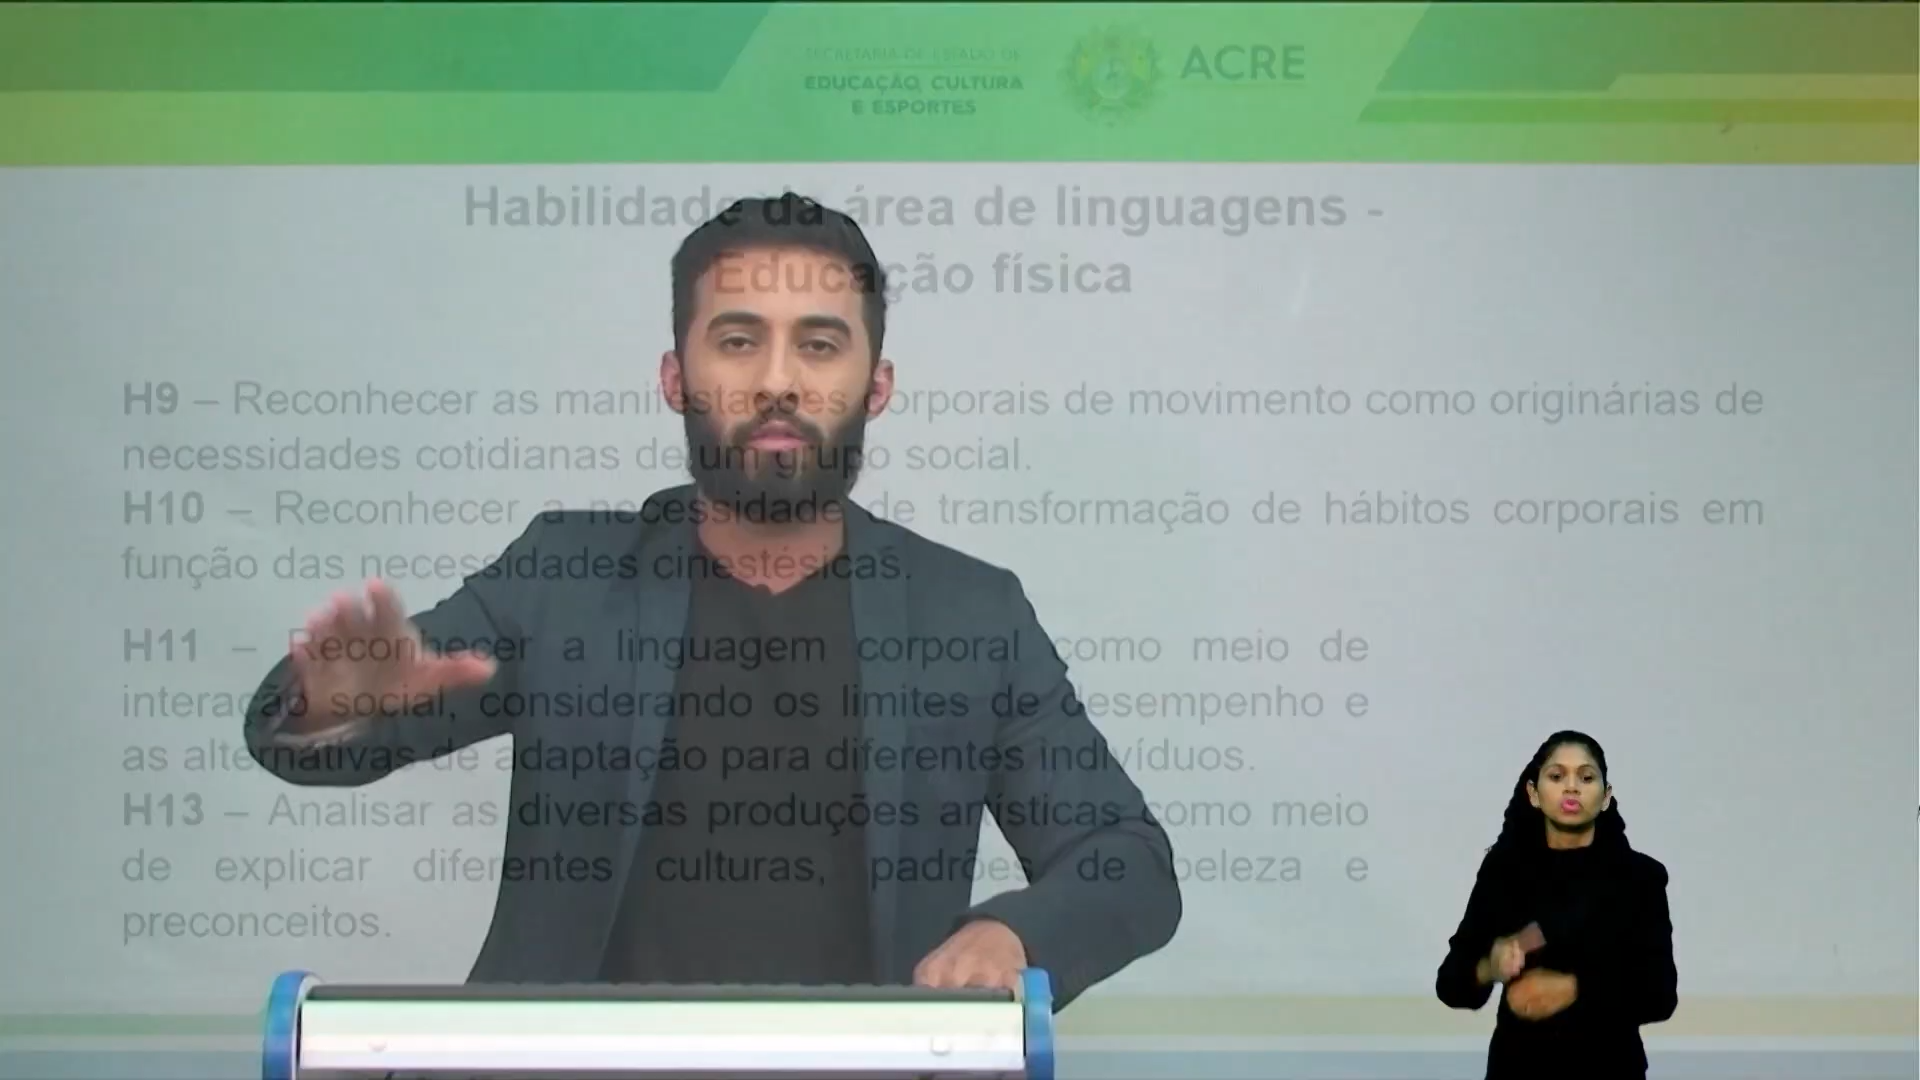 SECRETARIA DE ESTADO DE
EDUCAÇÃO, CULTURA
E ESPORTES
ACRE
Habilidade da área de linguagens -
Educação física
H9 – Reconhecer as manifestações corporais de movimento como originárias de
necessidades cotidianas de um grupo social.
H10 – Reconhecer a necessidade de transformação de hábitos corporais em
função das necessidades cinestésicas.
H11 – Reconhecer a linguagem corporal como meio de
interação social, considerando os limites de desempenho e
as alternativas de adaptação para diferentes indivíduos.
H13 – Analisar as diversas produções artísticas como meio
de explicar diferentes culturas, padrões de beleza e
preconceitos.